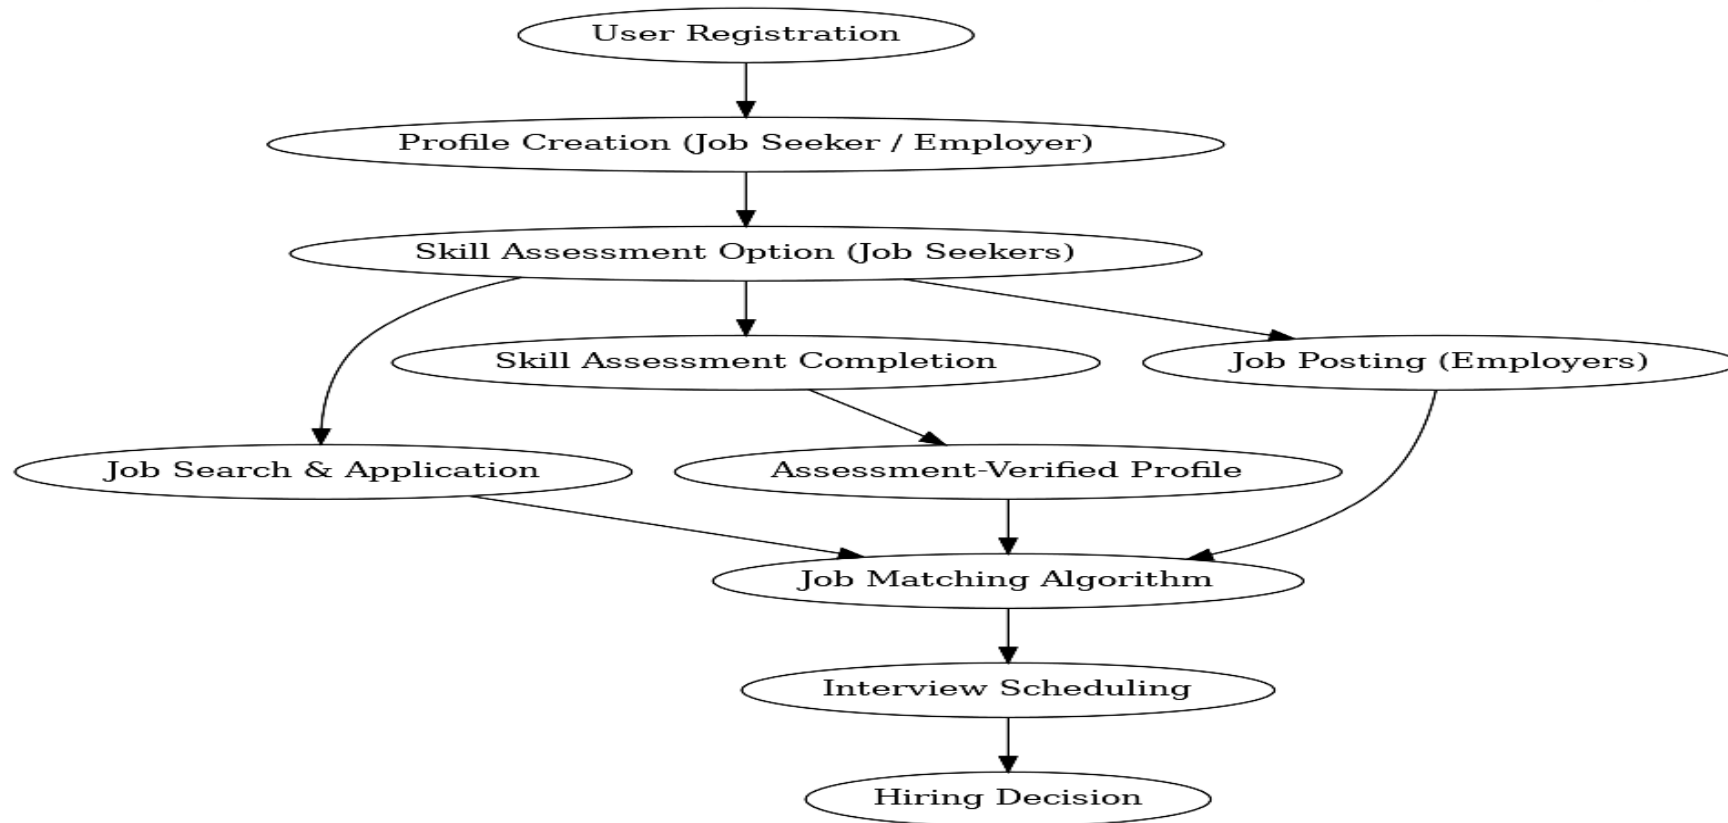 User Registration
Profile Creation (Job Seeker / Employer)
Skill Assessment Option (Job Seekers)
Skill Assessment Completion
Job Posting (Employers)
Job Search & Application
Assessment-Verified Profile
Job Matching Algorithm
Interview Scheduling
Hiring Decision